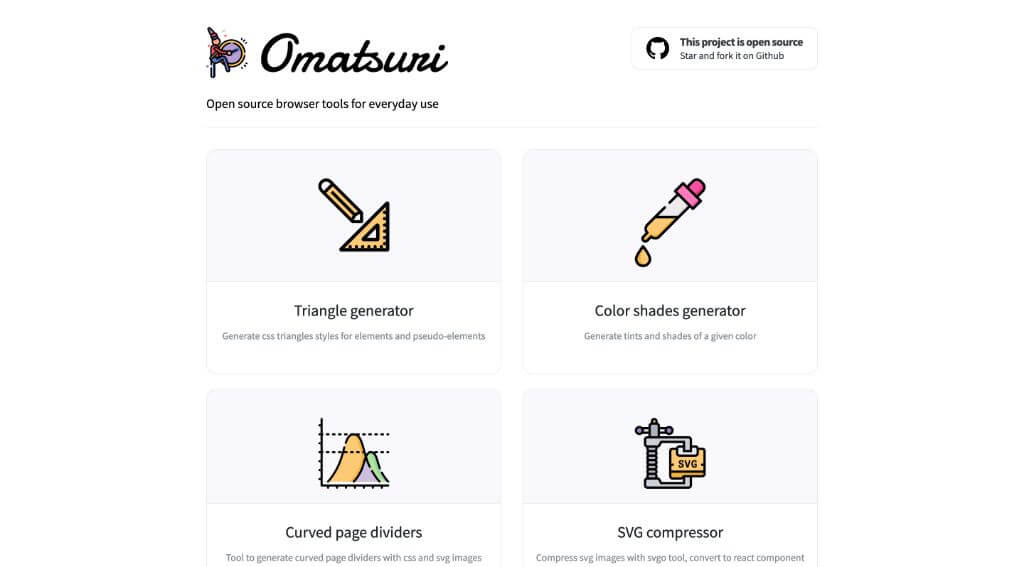 Omatsuri
This project is open source
Star and fork it on Github
Open source browser tools for everyday use
Triangle generator
Generate css triangles styles for elements and pseudo-elements
Color shades generator
Generate tints and shades of a given color
SVG
Curved page dividers
Tool to generate curved page dividers with css and svg images
SVG compressor
Compress svg images with svgo tool, convert to react component